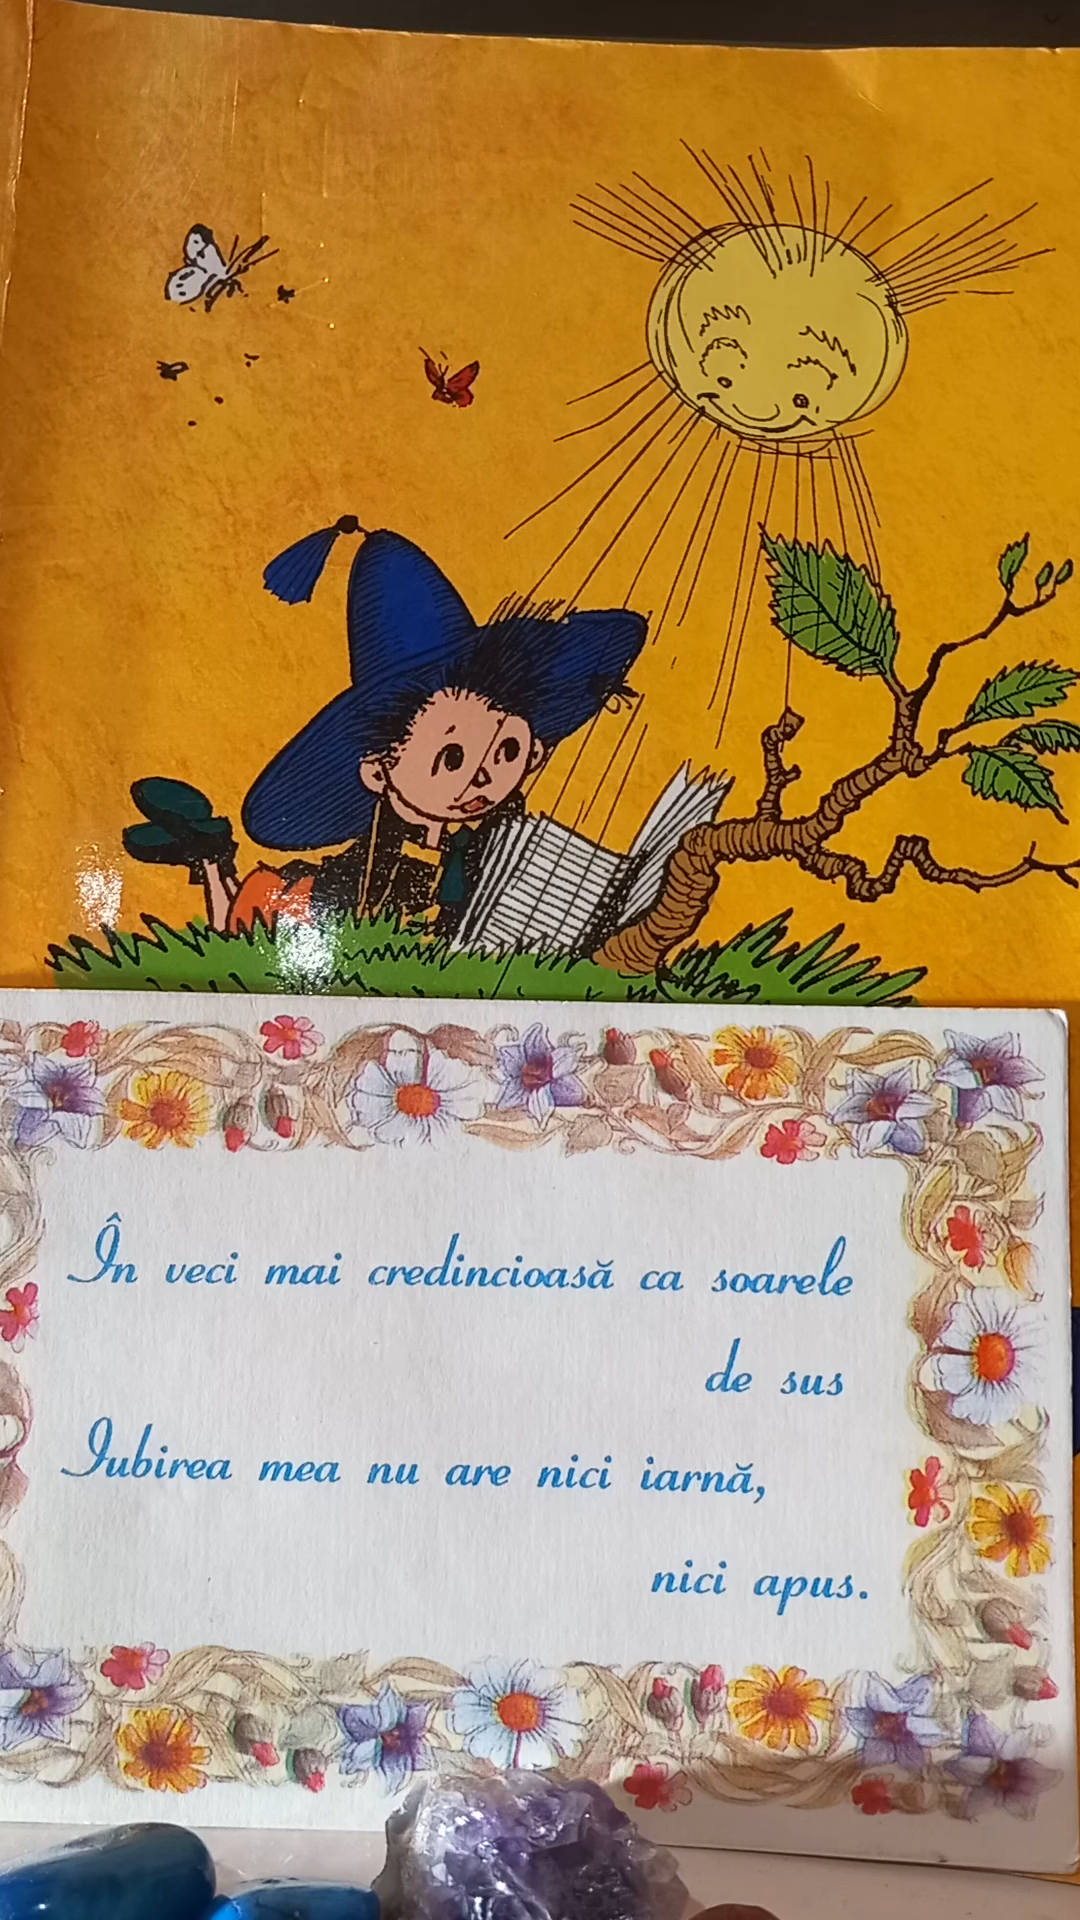 În veci mai credincioasă ca soarele
de sus
Iubirea mea nu are nici iarnă,
nici apus.